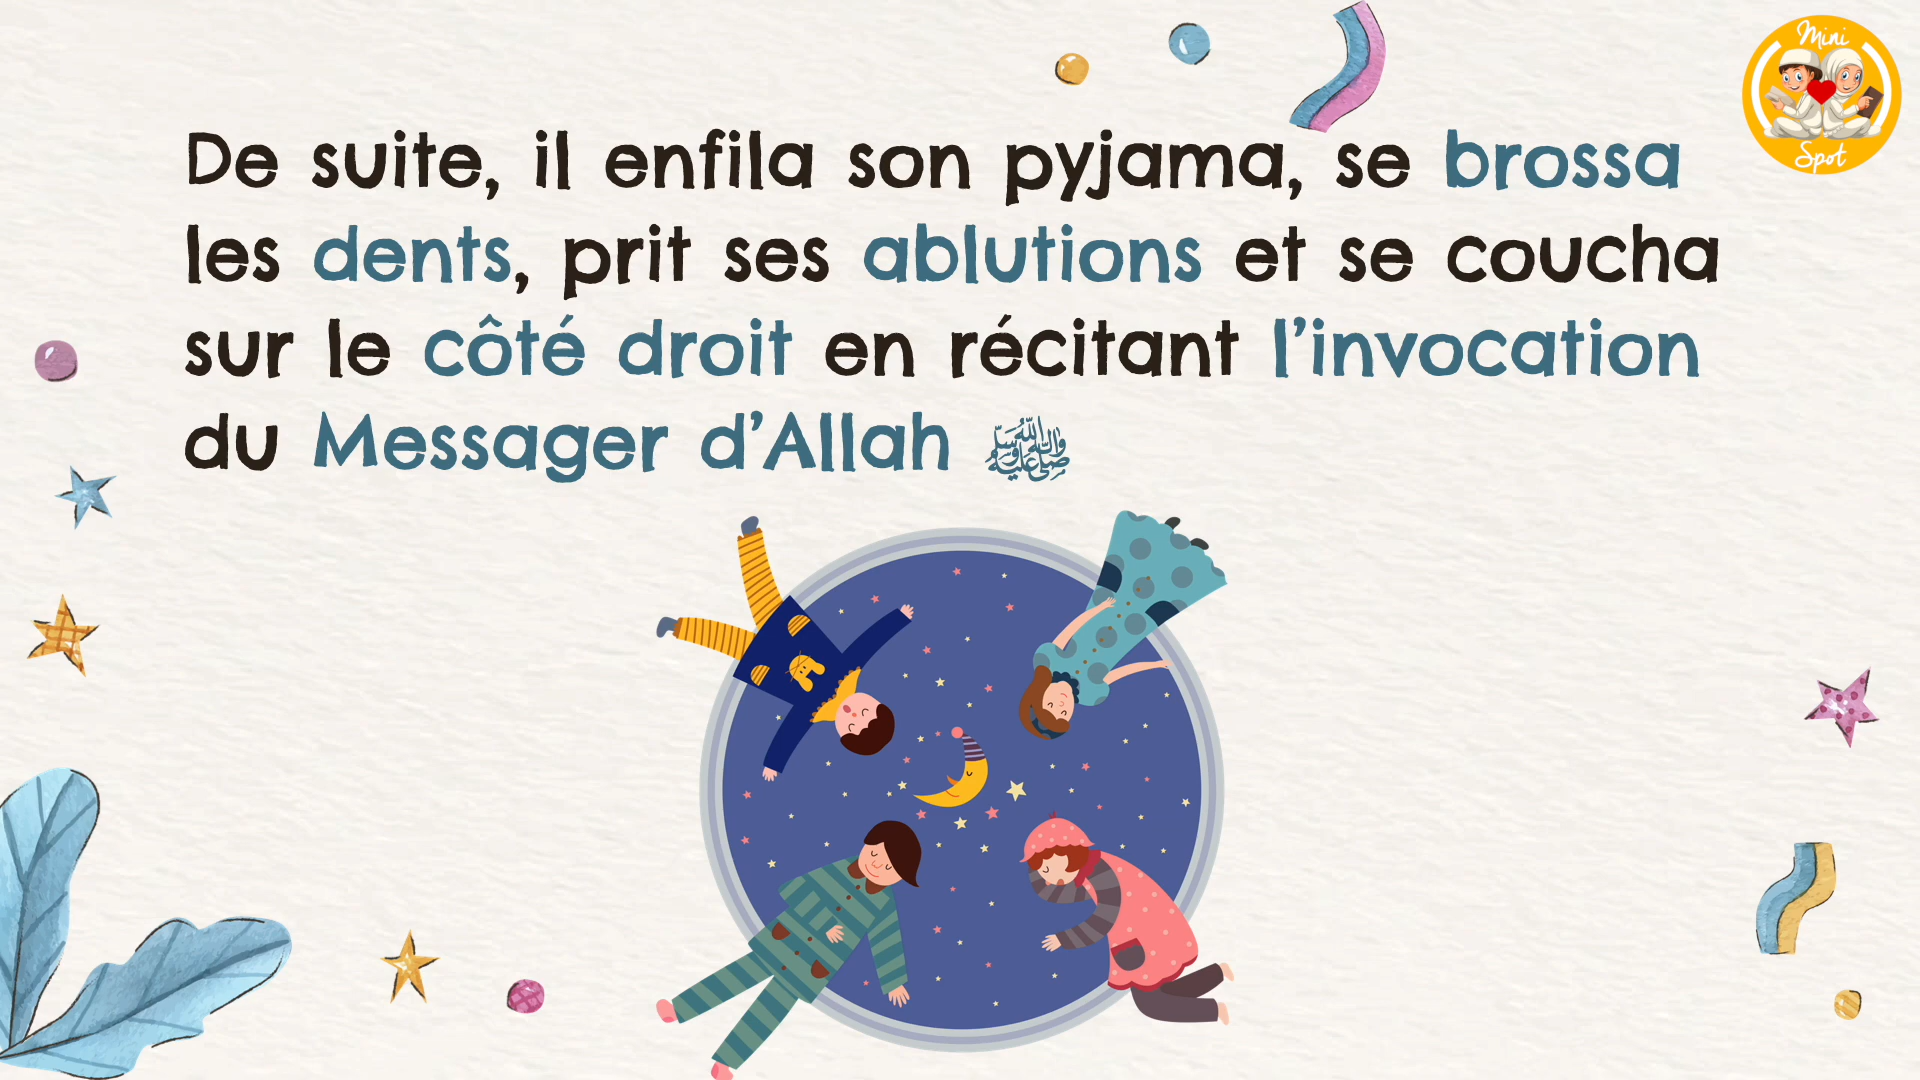 Mini
Spot
De suite, il enfila son pyjama, se brossa
les dents, prit ses ablutions et se coucha
sur le côté droit en récitant l’invocation
du Messager d’Allah ﷺ